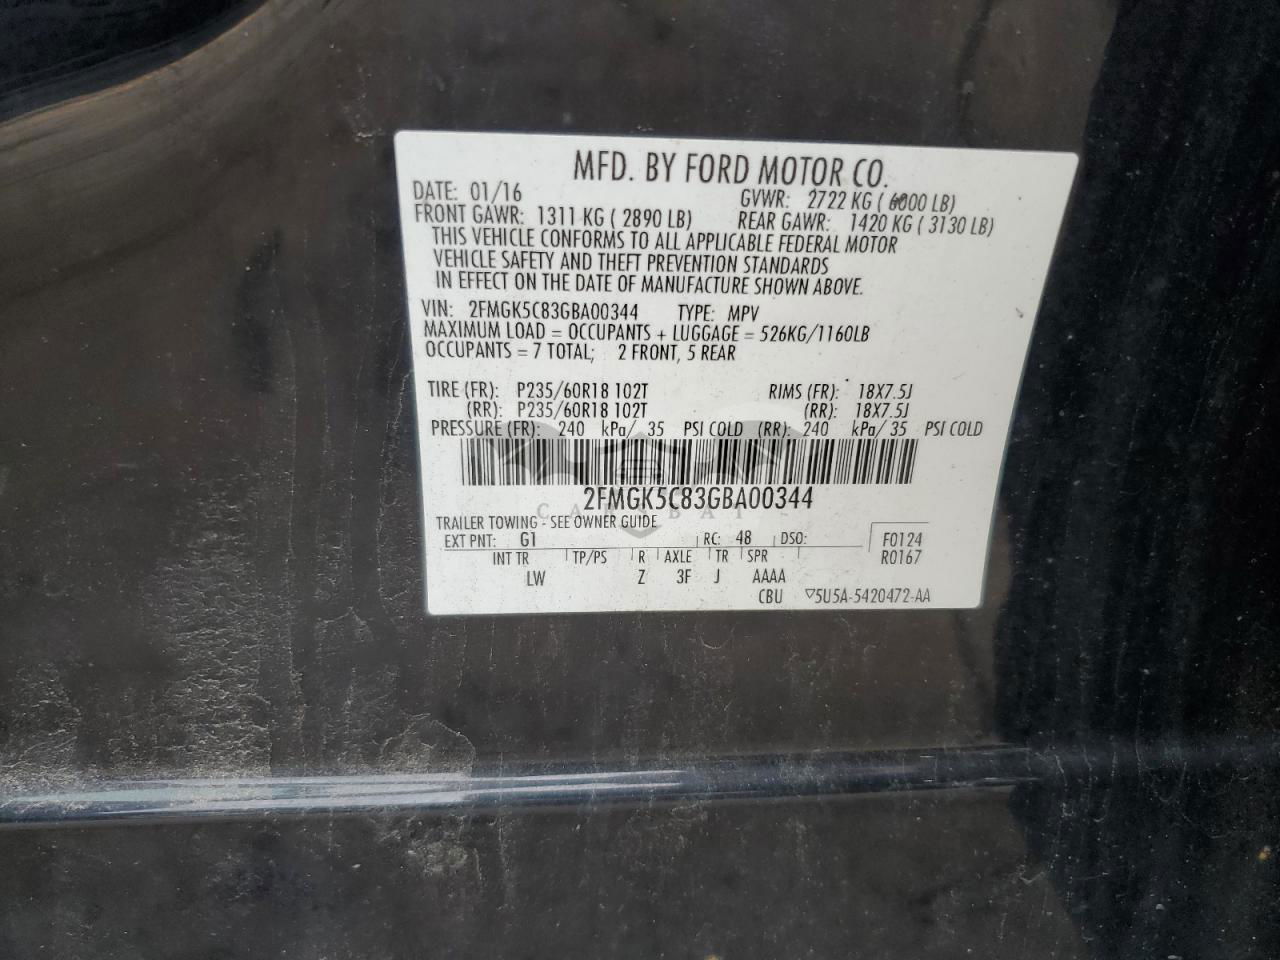 MFD. BY FORD MOTOR CO.
DATE: 01/16 GVWR: 2722 KG ( 6000 LB)
FRONT GAWR: 1311 KG ( 2890 LB) REAR GAWR: 1420 KG ( 3130 LB)
THIS VEHICLE CONFORMS TO ALL APPLICABLE FEDERAL MOTOR
VEHICLE SAFETY AND THEFT PREVENTION STANDARDS
IN EFFECT ON THE DATE OF MANUFACTURE SHOWN ABOVE.
VIN: 2FMGK5C83GBA00344 TYPE: MPV
MAXIMUM LOAD = OCCUPANTS + LUGGAGE = 526KG/1160LB
OCCUPANTS = 7 TOTAL; 2 FRONT, 5 REAR
TIRE (FR): P235/60R18 102T RIMS (FR): 18X7.5J
(RR): P235/60R18 102T (RR): 18X7.5J
PRESSURE (FR): 240 kPa/ 35 PSI COLD (RR): 240 kPa/ 35 PSI COLD
2FMGK5C83GBA00344
CARSBAT
TRAILER TOWING - SEE OWNER GUIDE
EXT PNT: G1 RC: 48 DSO: F0124
INT TR TP/PS R AXLE TR SPR R0167
LW Z 3F J AAAA
CBU ▽5U5A-5420472-AA